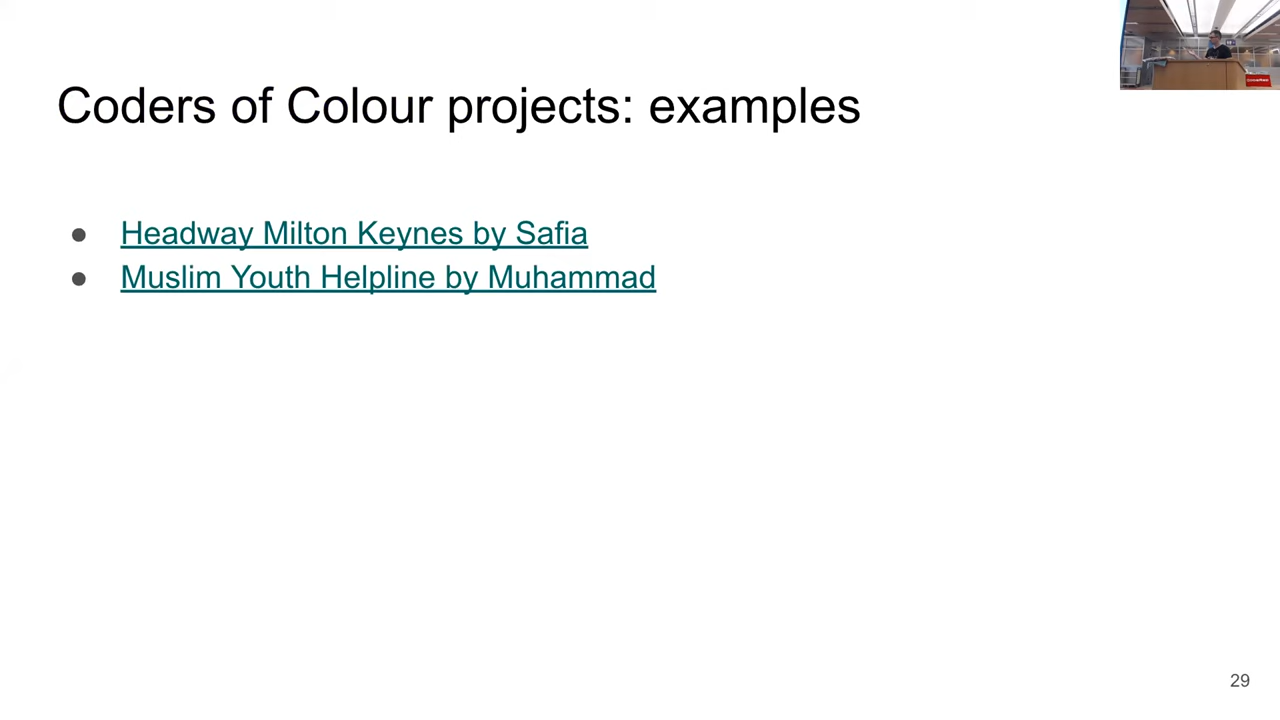 Coders of Colour projects: examples
● Headway Milton Keynes by Safia
● Muslim Youth Helpline by Muhammad
29